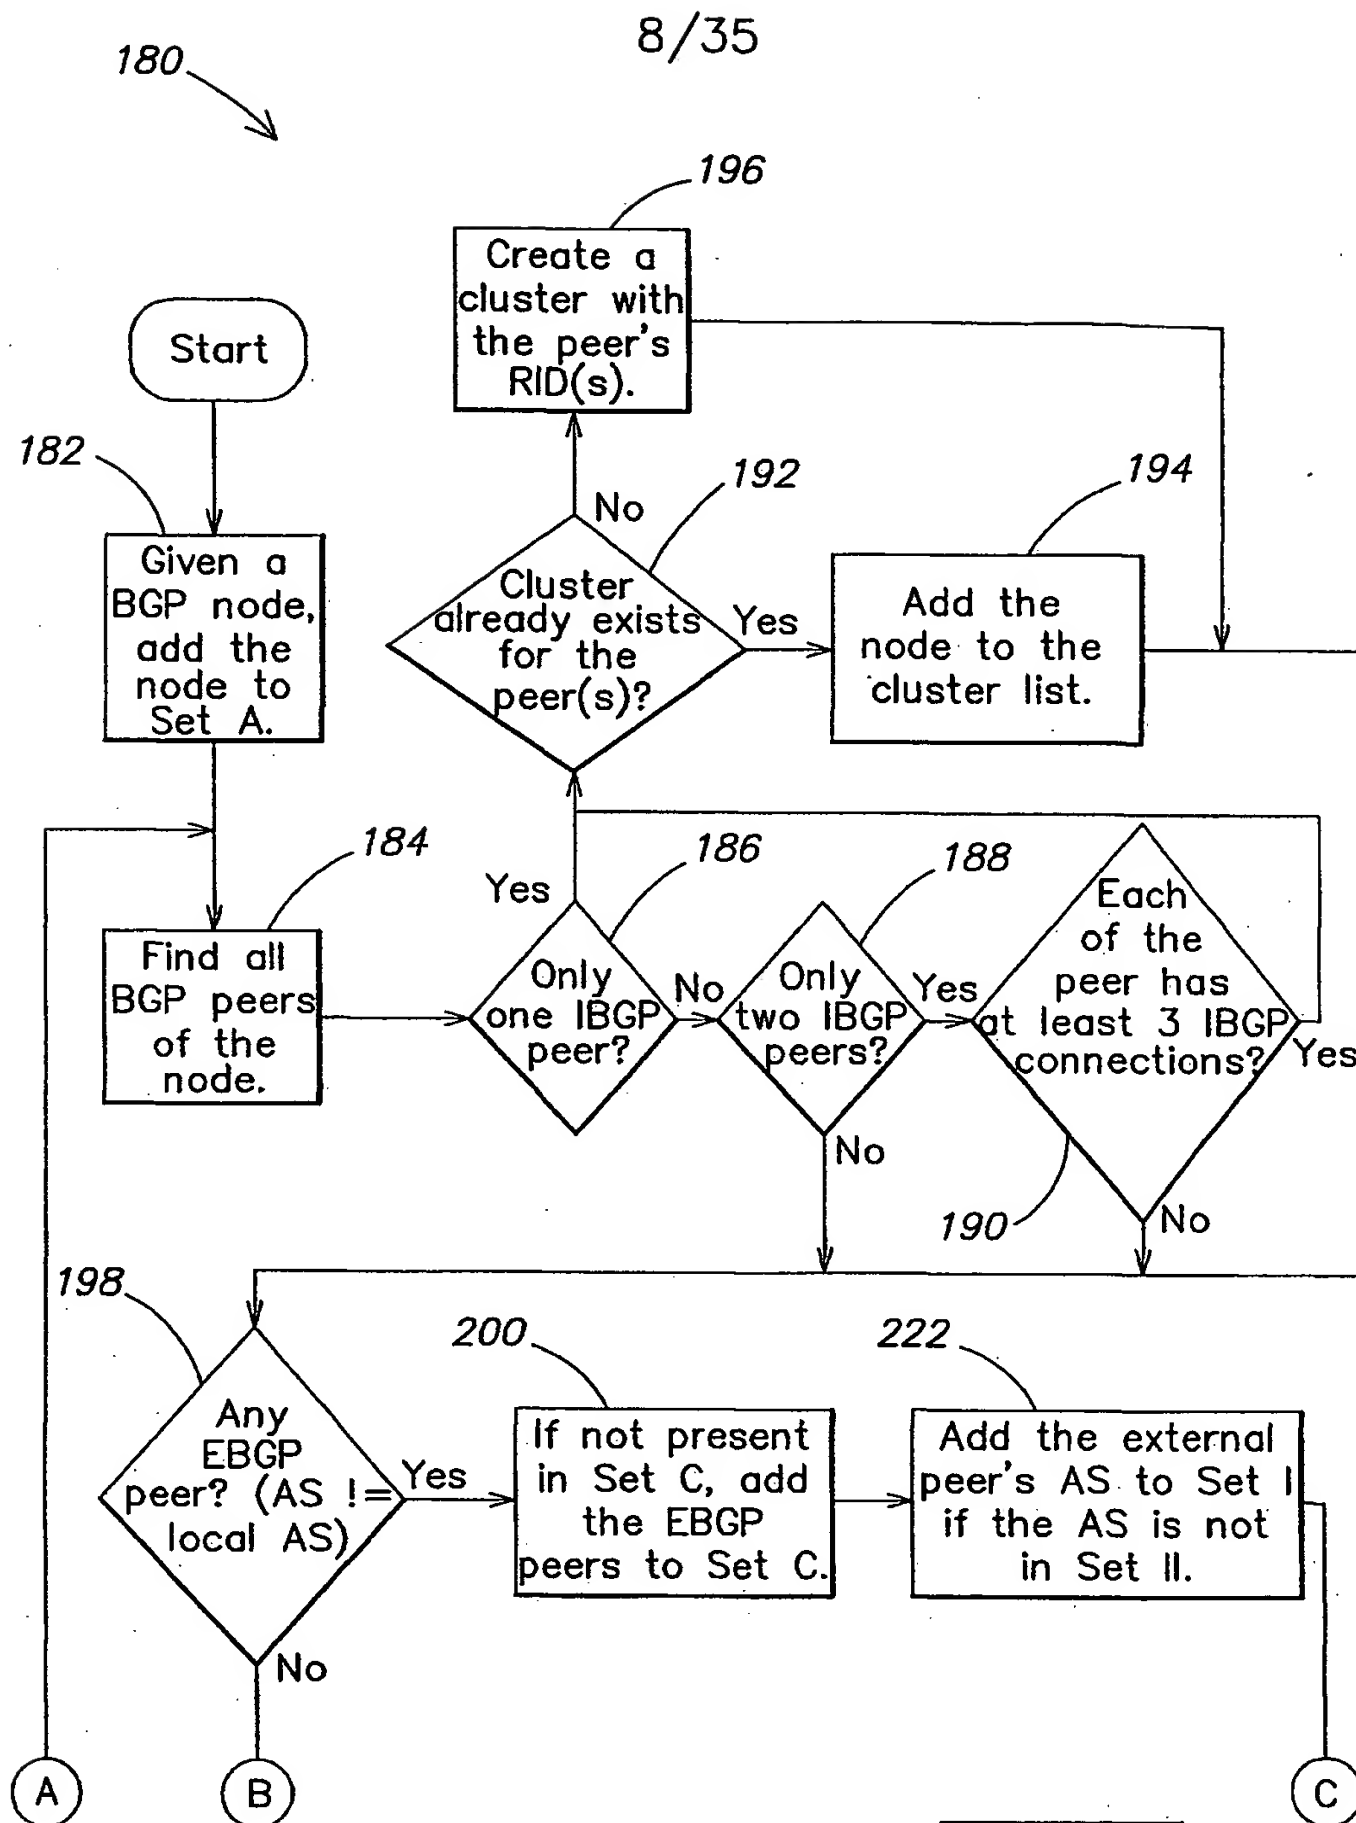 8/35
180
196
Create a
cluster with
the peer's
RID(s).
Start
182
192
194
No
Given a
BGP node,
add the
node to
Set A.
Cluster
already exists
for the
peer(s)?
Yes
Add the
node to the
cluster list.
184
186
188
Yes
Find all
BGP peers
of the
node.
Only
one IBGP
peer?
No
Only
two IBGP
peers?
Yes
Each
of the
peer has
at least 3 IBGP
connections?
Yes
No
190
No
198
200
222
Any
EBGP
peer? (AS !=
local AS)
Yes
If not present
in Set C, add
the EBGP
peers to Set C.
Add the external
peer's AS to Set I
if the AS is not
in Set II.
No
A
B
C